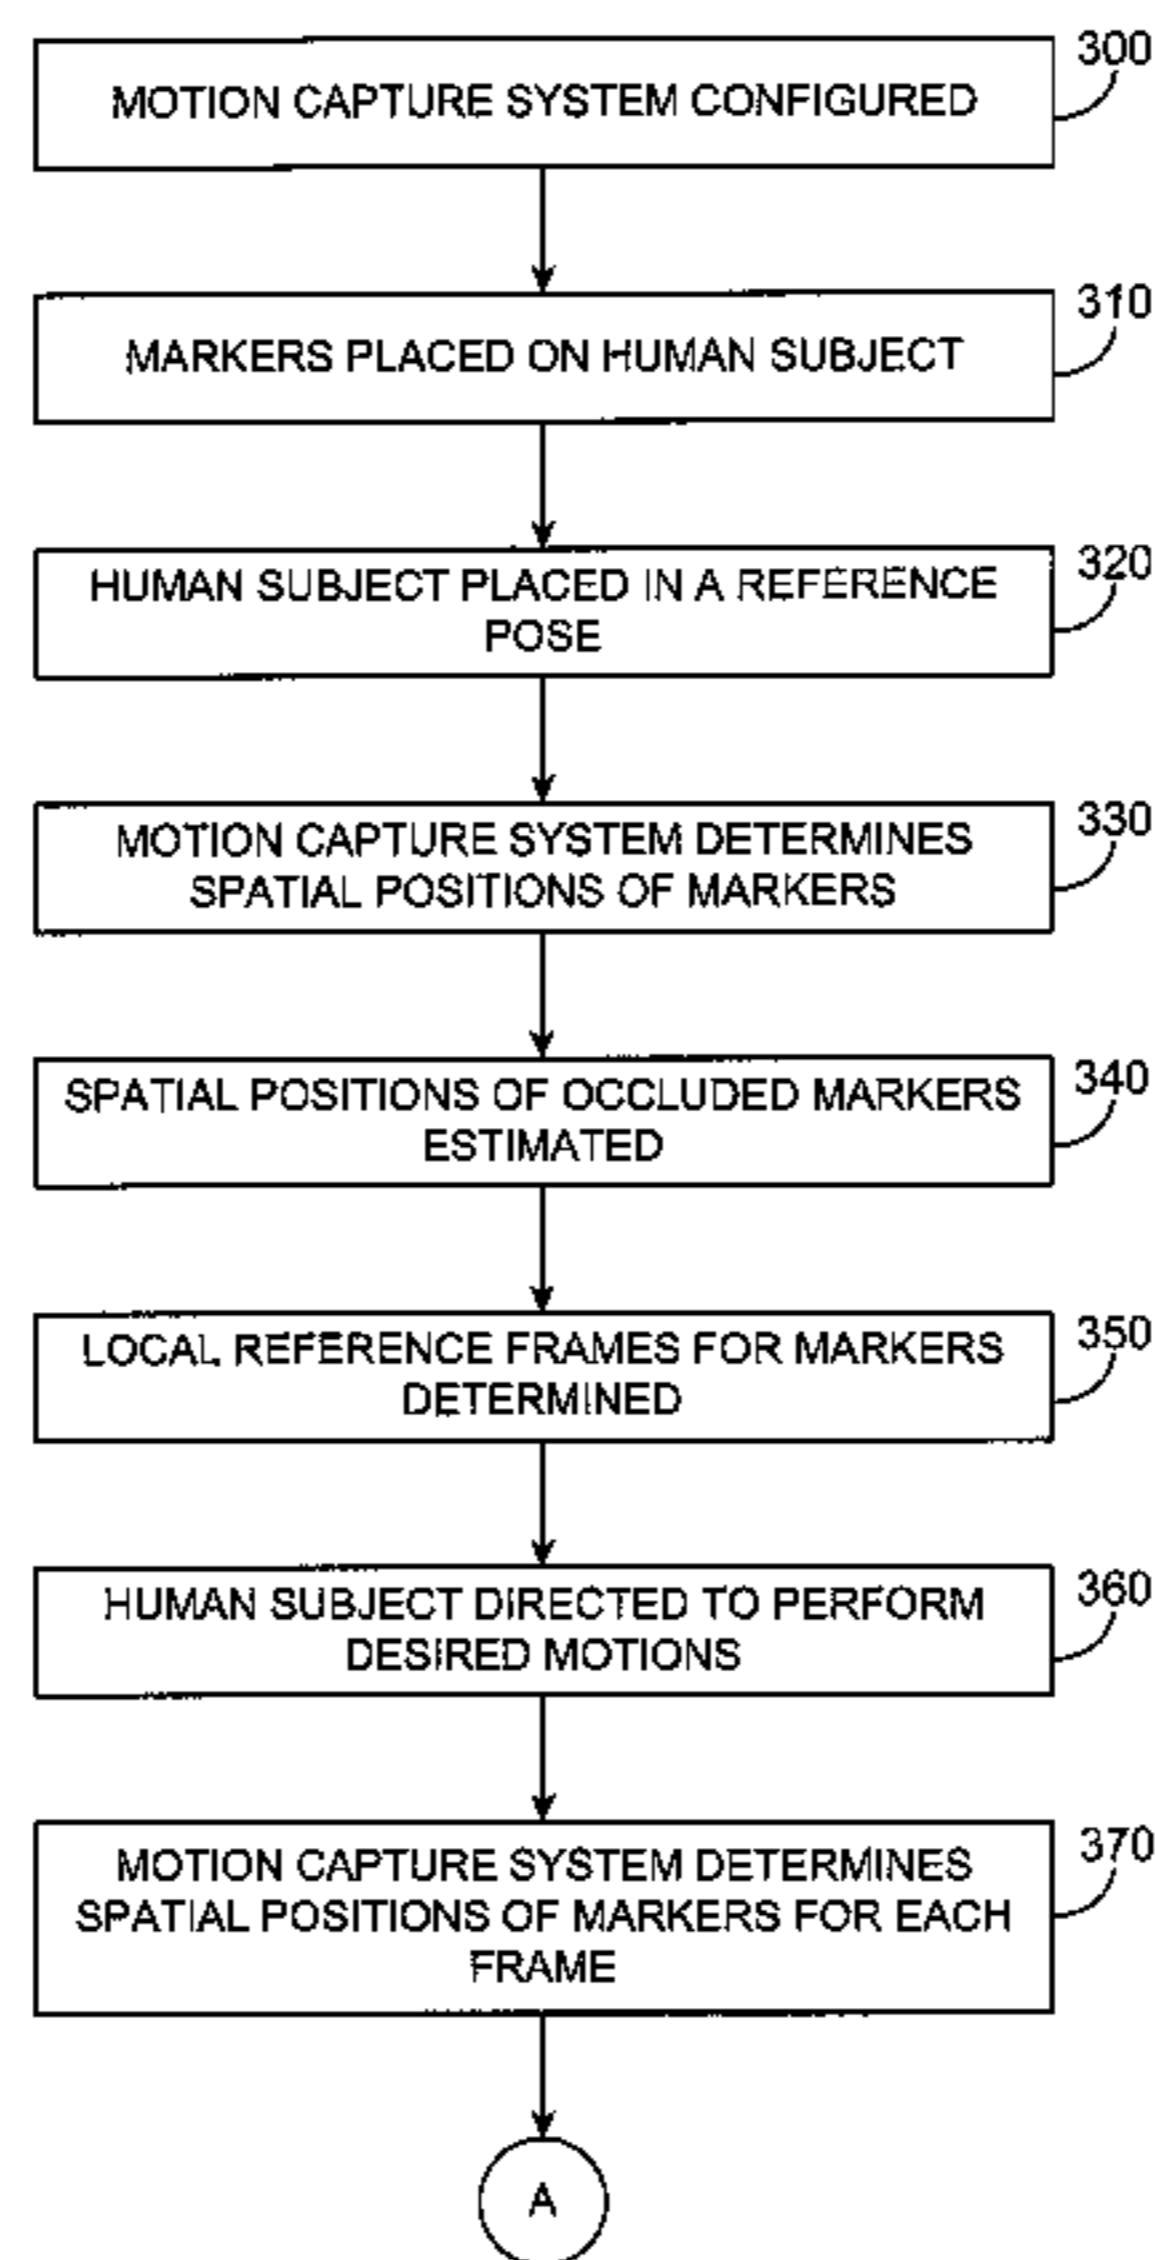 300
MOTION CAPTURE SYSTEM CONFIGURED
310
MARKERS PLACED ON HUMAN SUBJECT
320
HUMAN SUBJECT PLACED IN A REFERENCE
POSE
330
MOTION CAPTURE SYSTEM DETERMINES
SPATIAL POSITIONS OF MARKERS
340
SPATIAL POSITIONS OF OCCLUDED MARKERS
ESTIMATED
350
LOCAL REFERENCE FRAMES FOR MARKERS
DETERMINED
360
HUMAN SUBJECT DIRECTED TO PERFORM
DESIRED MOTIONS
370
MOTION CAPTURE SYSTEM DETERMINES
SPATIAL POSITIONS OF MARKERS FOR EACH
FRAME
A